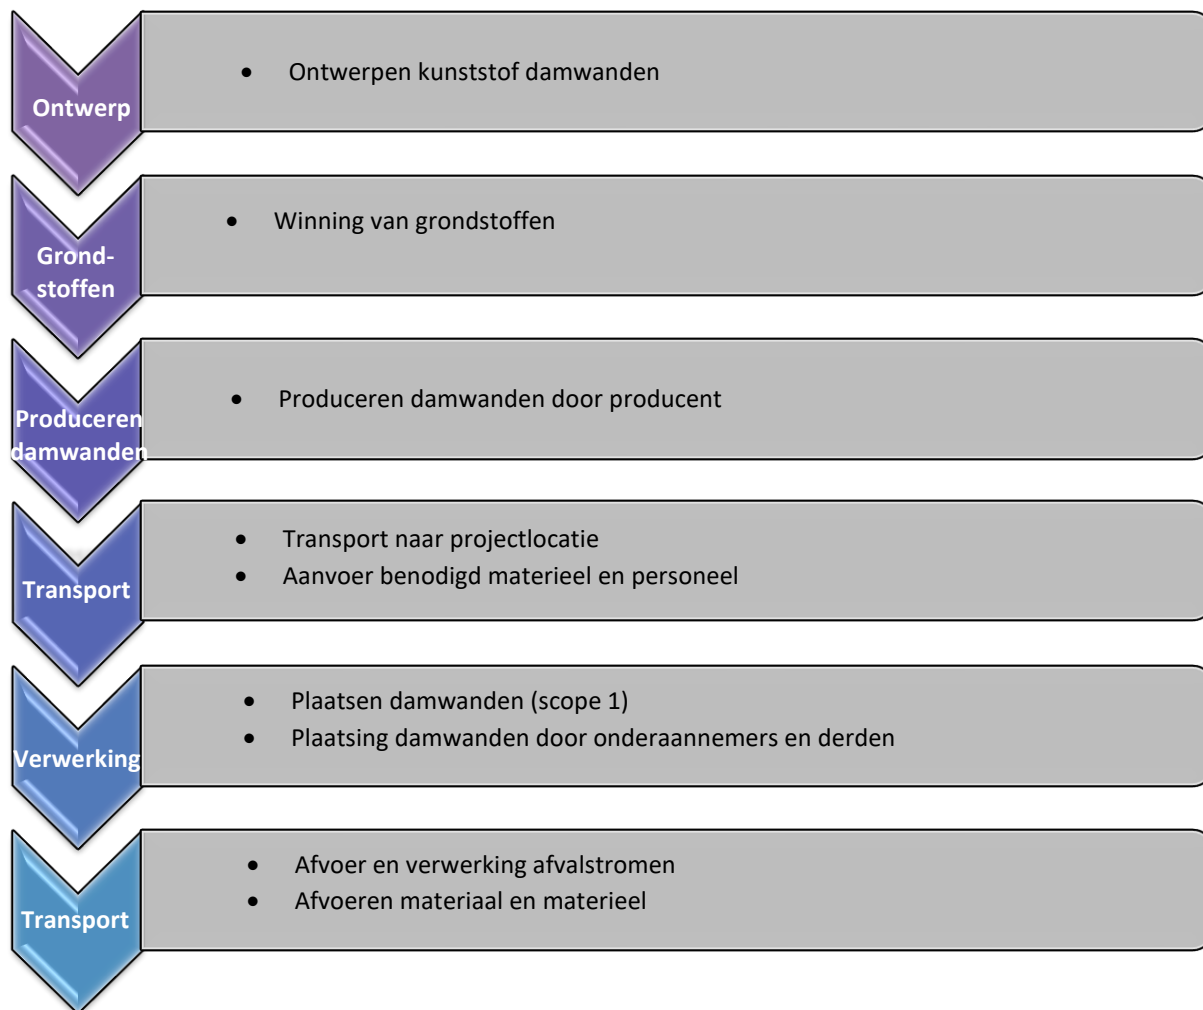 Ontwerp
• Ontwerpen kunststof damwanden
Grond-
stoffen
• Winning van grondstoffen
Produceren
damwanden
• Produceren damwanden door producent
Transport
• Transport naar projectlocatie
• Aanvoer benodigd materieel en personeel
Verwerking
• Plaatsen damwanden (scope 1)
• Plaatsing damwanden door onderaannemers en derden
Transport
• Afvoer en verwerking afvalstromen
• Afvoeren materiaal en materieel